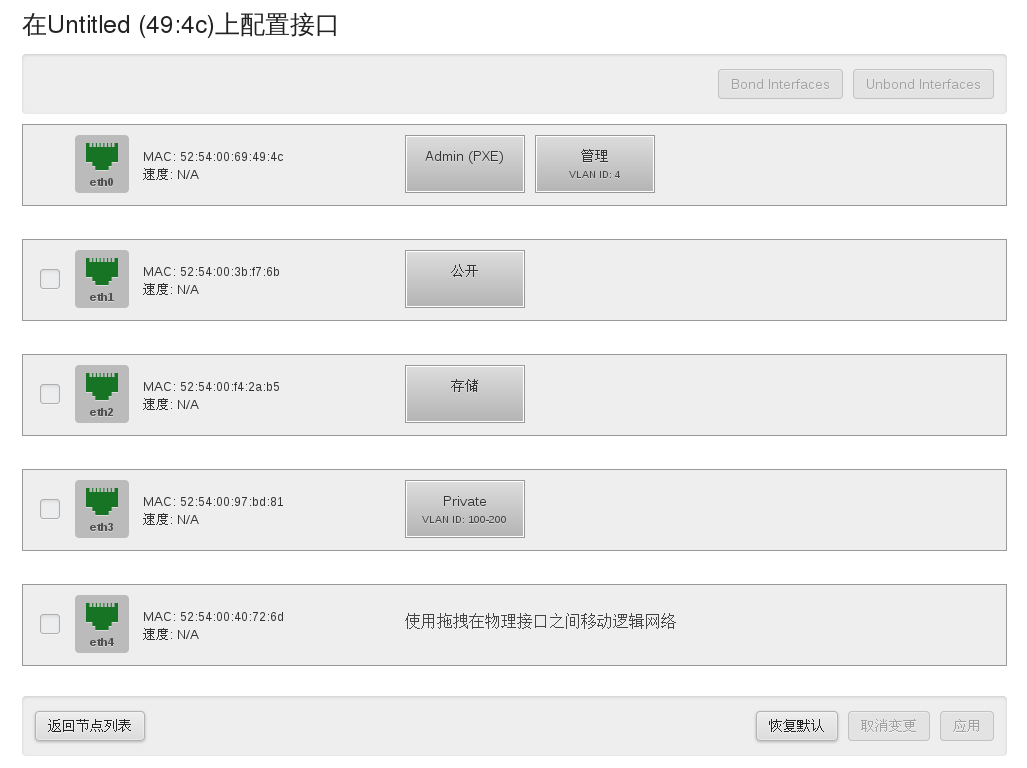 在Untitled (49:4c)上配置接口
Bond Interfaces
Unbond Interfaces
eth0
MAC: 52:54:00:69:49:4c
速度: N/A
Admin (PXE)
管理
VLAN ID: 4
eth1
MAC: 52:54:00:3b:f7:6b
速度: N/A
公开
eth2
MAC: 52:54:00:f4:2a:b5
速度: N/A
存储
eth3
MAC: 52:54:00:97:bd:81
速度: N/A
Private
VLAN ID: 100-200
eth4
MAC: 52:54:00:40:72:6d
速度: N/A
使用拖拽在物理接口之间移动逻辑网络
返回节点列表
恢复默认
取消变更
应用